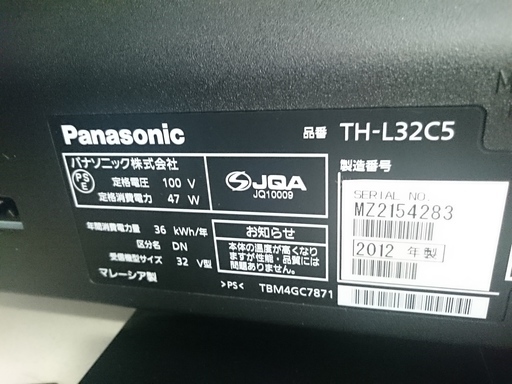 Panasonic
品番 TH-L32C5
パナソニック株式会社
PS
E
定格電圧 100 V
定格消費電力 47 W
JQA
JQ10009
製造番号
SERIAL NO.
MZ2154283
2012 年製
年間消費電力量 36 kWh/年
区分名 DN
受信機型サイズ 32 V型
マレーシア製
お知らせ
本体の温度が高くなり
ますが性能・品質には
問題ありません。
>PS< TBM4GC7871